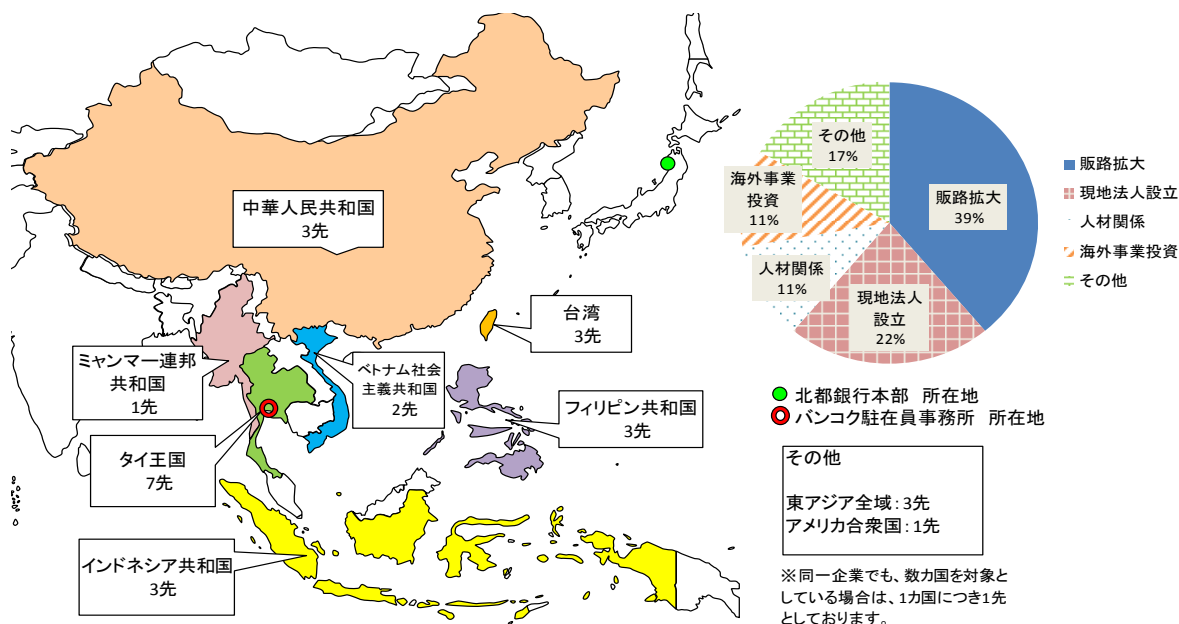 中華人民共和国
3先
台湾
3先
ミャンマー連邦
共和国
1先
ベトナム社会
主義共和国
2先
フィリピン共和国
3先
タイ王国
7先
インドネシア共和国
3先
その他
17%
海外事業
投資
11%
人材関係
11%
現地法人
設立
22%
販路拡大
39%
販路拡大
現地法人設立
人材関係
海外事業投資
その他
北都銀行本部 所在地
バンコク駐在員事務所 所在地
その他
東アジア全域：3先
アメリカ合衆国：1先
※同一企業でも、数カ国を対象と
している場合は、1カ国につき1先
としております。